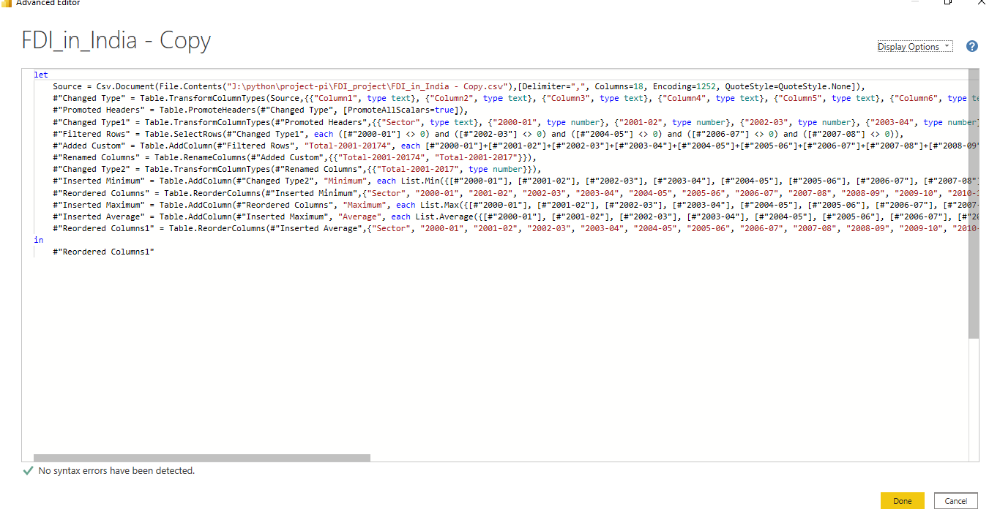 Advanced Editor
FDI_in_India - Copy
Display Options
?
let
Source = Csv.Document(File.Contents("J:\python\project-pi\FDI_project\FDI_in_India - Copy.csv"),[Delimiter=",", Columns=18, Encoding=1252, QuoteStyle=QuoteStyle.None]),
#"Changed Type" = Table.TransformColumnTypes(Source,{{"Column1", type text}, {"Column2", type text}, {"Column3", type text}, {"Column4", type text}, {"Column5", type text}, {"Column6", type te
#"Promoted Headers" = Table.PromoteHeaders(#"Changed Type", [PromoteAllScalars=true]),
#"Changed Type1" = Table.TransformColumnTypes(#"Promoted Headers",{{"Sector", type text}, {"2000-01", type number}, {"2001-02", type number}, {"2002-03", type number}, {"2003-04", type number}
#"Filtered Rows" = Table.SelectRows(#"Changed Type1", each ([#"2000-01"] <> 0) and ([#"2002-03"] <> 0) and ([#"2004-05"] <> 0) and ([#"2006-07"] <> 0) and ([#"2007-08"] <> 0)),
#"Added Custom" = Table.AddColumn(#"Filtered Rows", "Total-2001-20174", each [#"2000-01"]+[#"2001-02"]+[#"2002-03"]+[#"2003-04"]+[#"2004-05"]+[#"2005-06"]+[#"2006-07"]+[#"2007-08"]+[#"2008-09"
#"Renamed Columns" = Table.RenameColumns(#"Added Custom",{{"Total-2001-20174", "Total-2001-2017"}}),
#"Changed Type2" = Table.TransformColumnTypes(#"Renamed Columns",{{"Total-2001-2017", type number}}),
#"Inserted Minimum" = Table.AddColumn(#"Changed Type2", "Minimum", each List.Min({[#"2000-01"], [#"2001-02"], [#"2002-03"], [#"2003-04"], [#"2004-05"], [#"2005-06"], [#"2006-07"], [#"2007-08"
#"Reordered Columns" = Table.ReorderColumns(#"Inserted Minimum",{"Sector", "2000-01", "2001-02", "2002-03", "2003-04", "2004-05", "2005-06", "2006-07", "2007-08", "2008-09", "2009-10", "2010-1
#"Inserted Maximum" = Table.AddColumn(#"Reordered Columns", "Maximum", each List.Max({[#"2000-01"], [#"2001-02"], [#"2002-03"], [#"2003-04"], [#"2004-05"], [#"2005-06"], [#"2006-07"], [#"2007-
#"Inserted Average" = Table.AddColumn(#"Inserted Maximum", "Average", each List.Average({[#"2000-01"], [#"2001-02"], [#"2002-03"], [#"2003-04"], [#"2004-05"], [#"2005-06"], [#"2006-07"], [#"20
#"Reordered Columns1" = Table.ReorderColumns(#"Inserted Average",{"Sector", "2000-01", "2001-02", "2002-03", "2003-04", "2004-05", "2005-06", "2006-07", "2007-08", "2008-09", "2009-10", "2010-
in
#"Reordered Columns1"
No syntax errors have been detected.
Done
Cancel